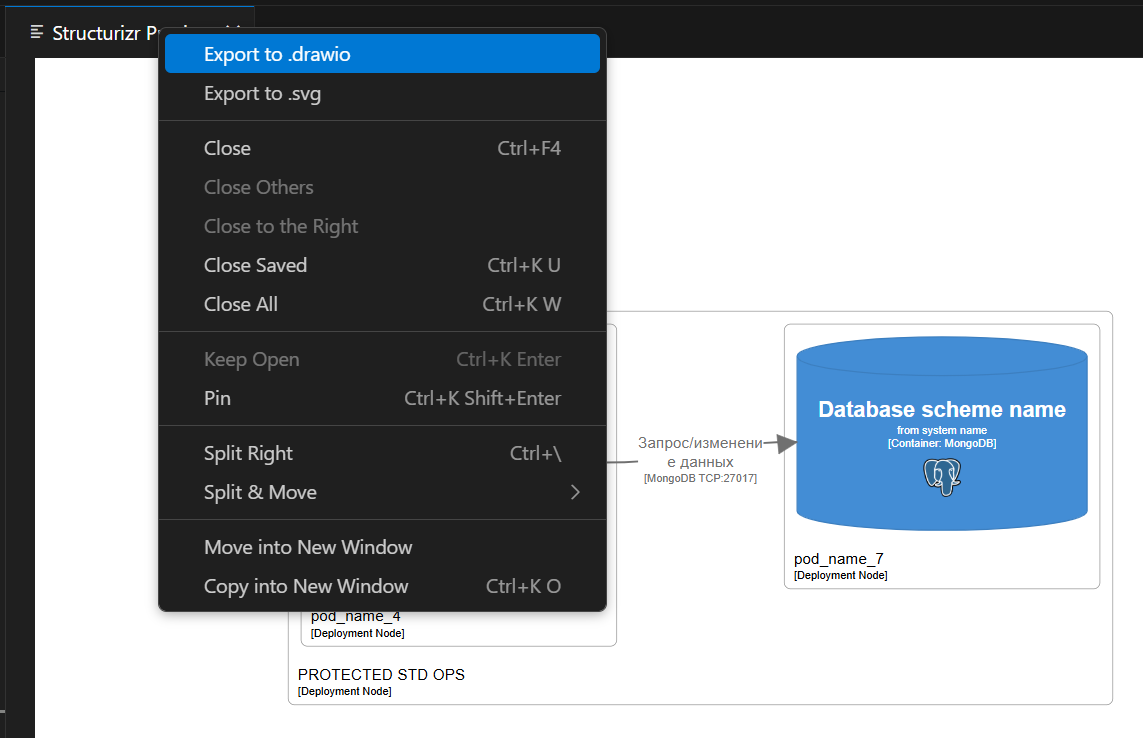 Structurizr
Export to .drawio
Export to .svg
Close Ctrl+F4
Close Others
Close to the Right
Close Saved Ctrl+K U
Close All Ctrl+K W
Keep Open Ctrl+K Enter
Pin Ctrl+K Shift+Enter
Split Right Ctrl+\
Split & Move
Move into New Window
Copy into New Window Ctrl+K O
Запрос/изменени
е данных
[MongoDB TCP:27017]
Database scheme name
from system name
[Container: MongoDB]
pod_name_7
[Deployment Node]
pod_name_4
[Deployment Node]
PROTECTED STD OPS
[Deployment Node]